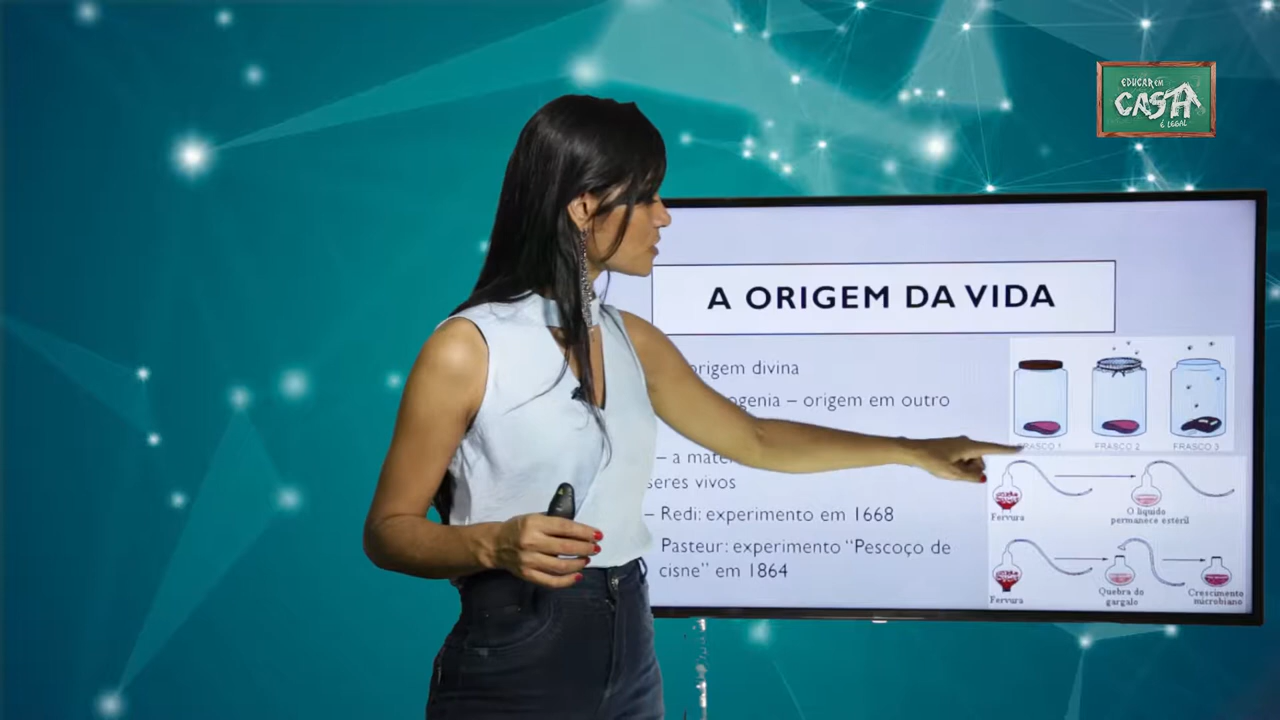 EDUCAR EM
CASA
É LEGAL
A ORIGEM DA VIDA
origem divina
ogenia – origem em outro
– a mate
seres vivos
– Redi: experimento em 1668
Pasteur: experimento “Pescoço de
cisne” em 1864
FRASCO 1 FRASCO 2 FRASCO 3
Fervura
O líquido
permanece estéril
Fervura
Quebra do
gargalo
Crescimento
microbiano